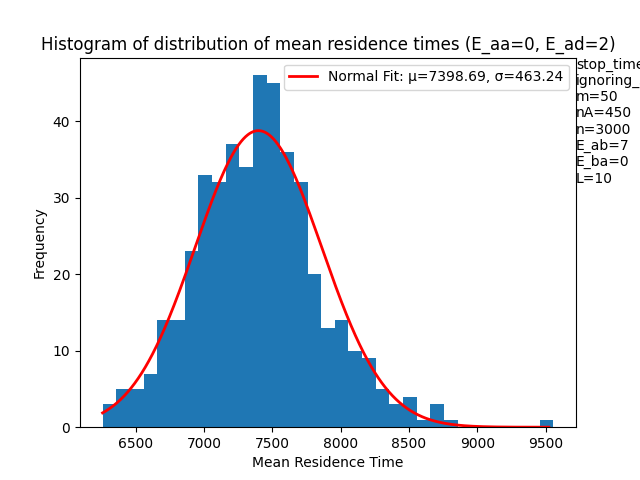 Histogram of distribution of mean residence times (E_aa=0, E_ad=2)
Normal Fit: μ=7398.69, σ=463.24
stop_time
ignoring_
m=50
nA=450
n=3000
E_ab=7
E_ba=0
L=10
Frequency
40
30
20
10
0
6500 7000 7500 8000 8500 9000 9500
Mean Residence Time